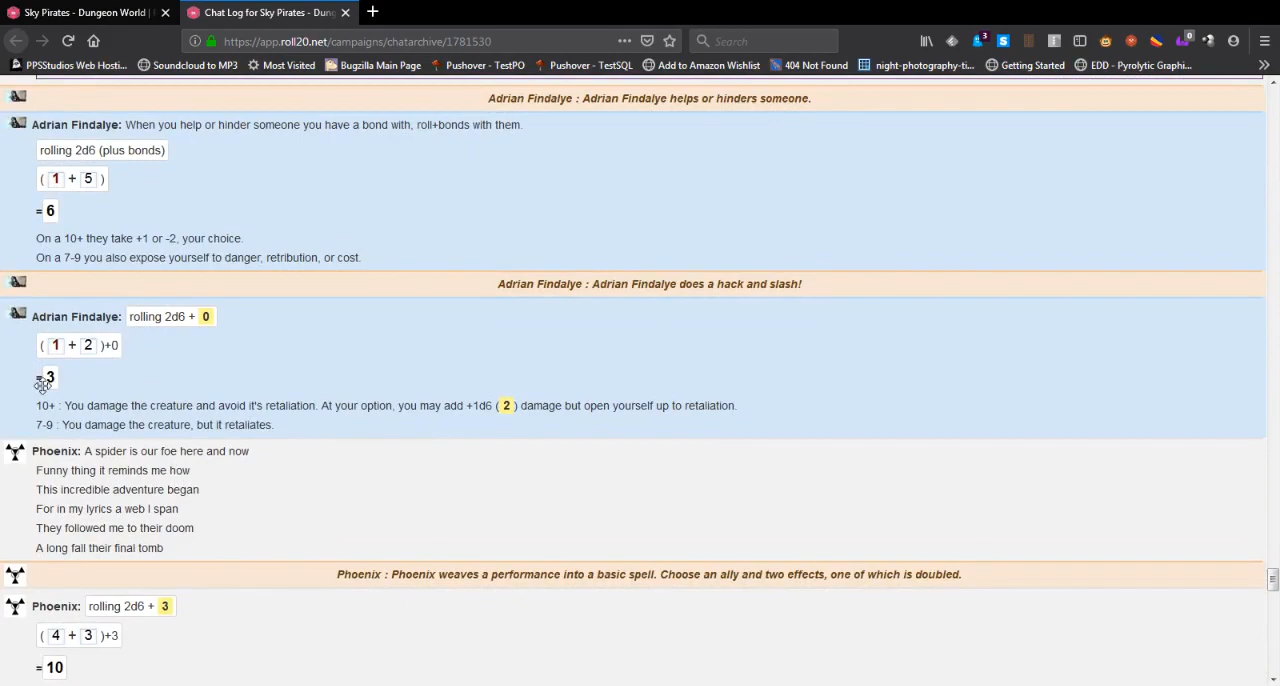 Sky Pirates - Dungeon World |
Chat Log for Sky Pirates - Dung
https://app.roll20.net/campaigns/chatarchive/1781530
Search
3
0
PPSStudios Web Hosti...
Soundcloud to MP3
Most Visited
Bugzilla Main Page
Pushover - TestPO
Pushover - TestSQL
Add to Amazon Wishlist
404 Not Found
night-photography-ti...
Getting Started
EDD - Pyrolytic Graphi...
Adrian Findalye : Adrian Findalye helps or hinders someone.
Adrian Findalye: When you help or hinder someone you have a bond with, roll+bonds with them.
rolling 2d6 (plus bonds)
( 1 + 5 )
= 6
On a 10+ they take +1 or -2, your choice.
On a 7-9 you also expose yourself to danger, retribution, or cost.
Adrian Findalye : Adrian Findalye does a hack and slash!
Adrian Findalye: rolling 2d6 + 0
( 1 + 2 )+0
= 3
10+ : You damage the creature and avoid it's retaliation. At your option, you may add +1d6 ( 2 ) damage but open yourself up to retaliation.
7-9 : You damage the creature, but it retaliates.
Phoenix: A spider is our foe here and now
Funny thing it reminds me how
This incredible adventure began
For in my lyrics a web I span
They followed me to their doom
A long fall their final tomb
Phoenix : Phoenix weaves a performance into a basic spell. Choose an ally and two effects, one of which is doubled.
Phoenix: rolling 2d6 + 3
( 4 + 3 )+3
= 10